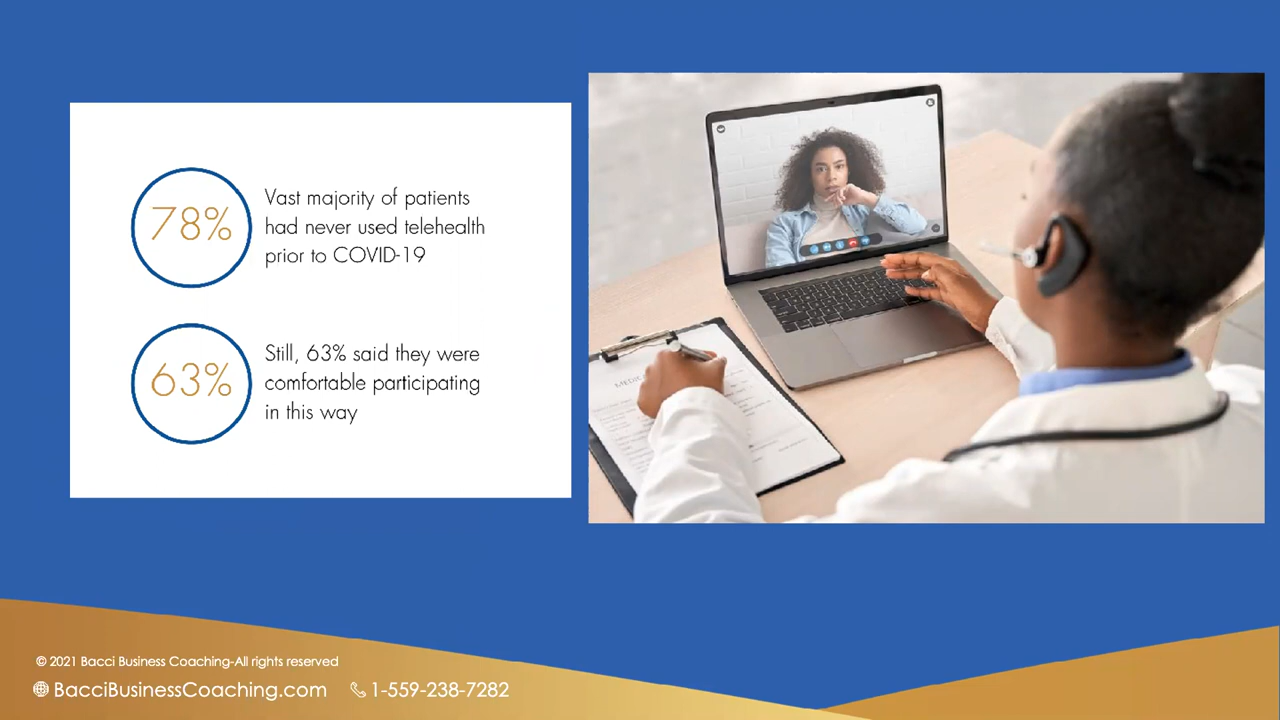 78%
Vast majority of patients
had never used telehealth
prior to COVID-19
63%
Still, 63% said they were
comfortable participating
in this way
© 2021 Bacci Business Coaching-All rights reserved
BacciBusinessCoaching.com
1-559-238-7282